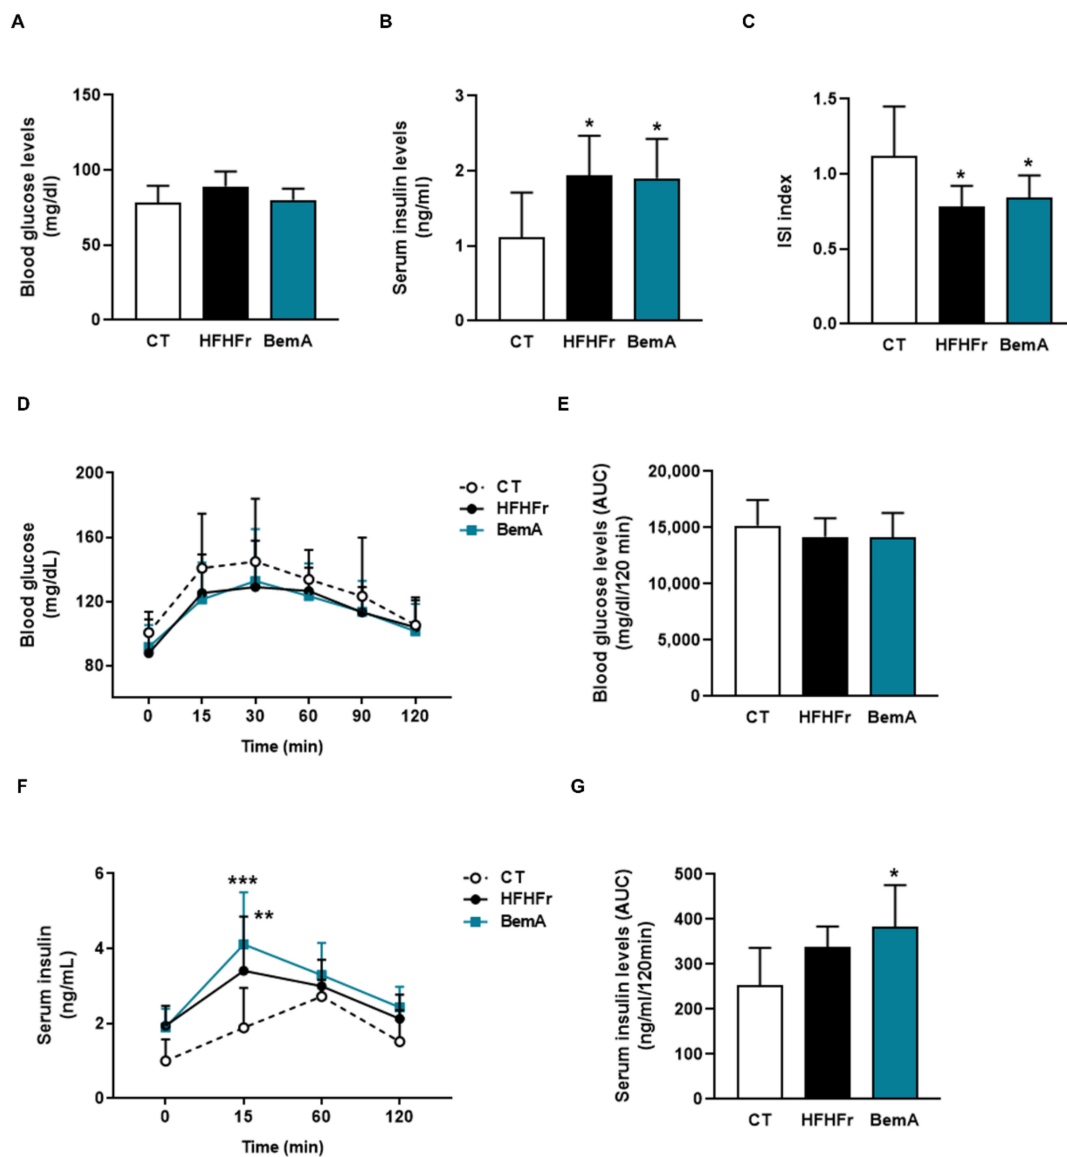 A
B
C
Blood glucose levels
(mg/dl)
150
100
50
0
CT
HFHFr
BemA
Serum insulin levels
(ng/ml)
3
2
1
0
*
*
CT
HFHFr
BemA
ISI index
1.5
1.0
0.5
0.0
*
*
CT
HFHFr
BemA
D
E
Blood glucose
(mg/dL)
200
160
120
80
0
15
30
60
90
120
Time (min)
CT
HFHFr
BemA
Blood glucose levels (AUC)
(mg/dl/120 min)
20,000
15,000
10,000
5,000
0
CT
HFHFr
BemA
F
G
Serum insulin
(ng/mL)
6
4
2
0
***
**
0
15
60
120
Time (min)
CT
HFHFr
BemA
Serum insulin levels (AUC)
(ng/ml/120min)
500
400
300
200
100
0
*
CT
HFHFr
BemA